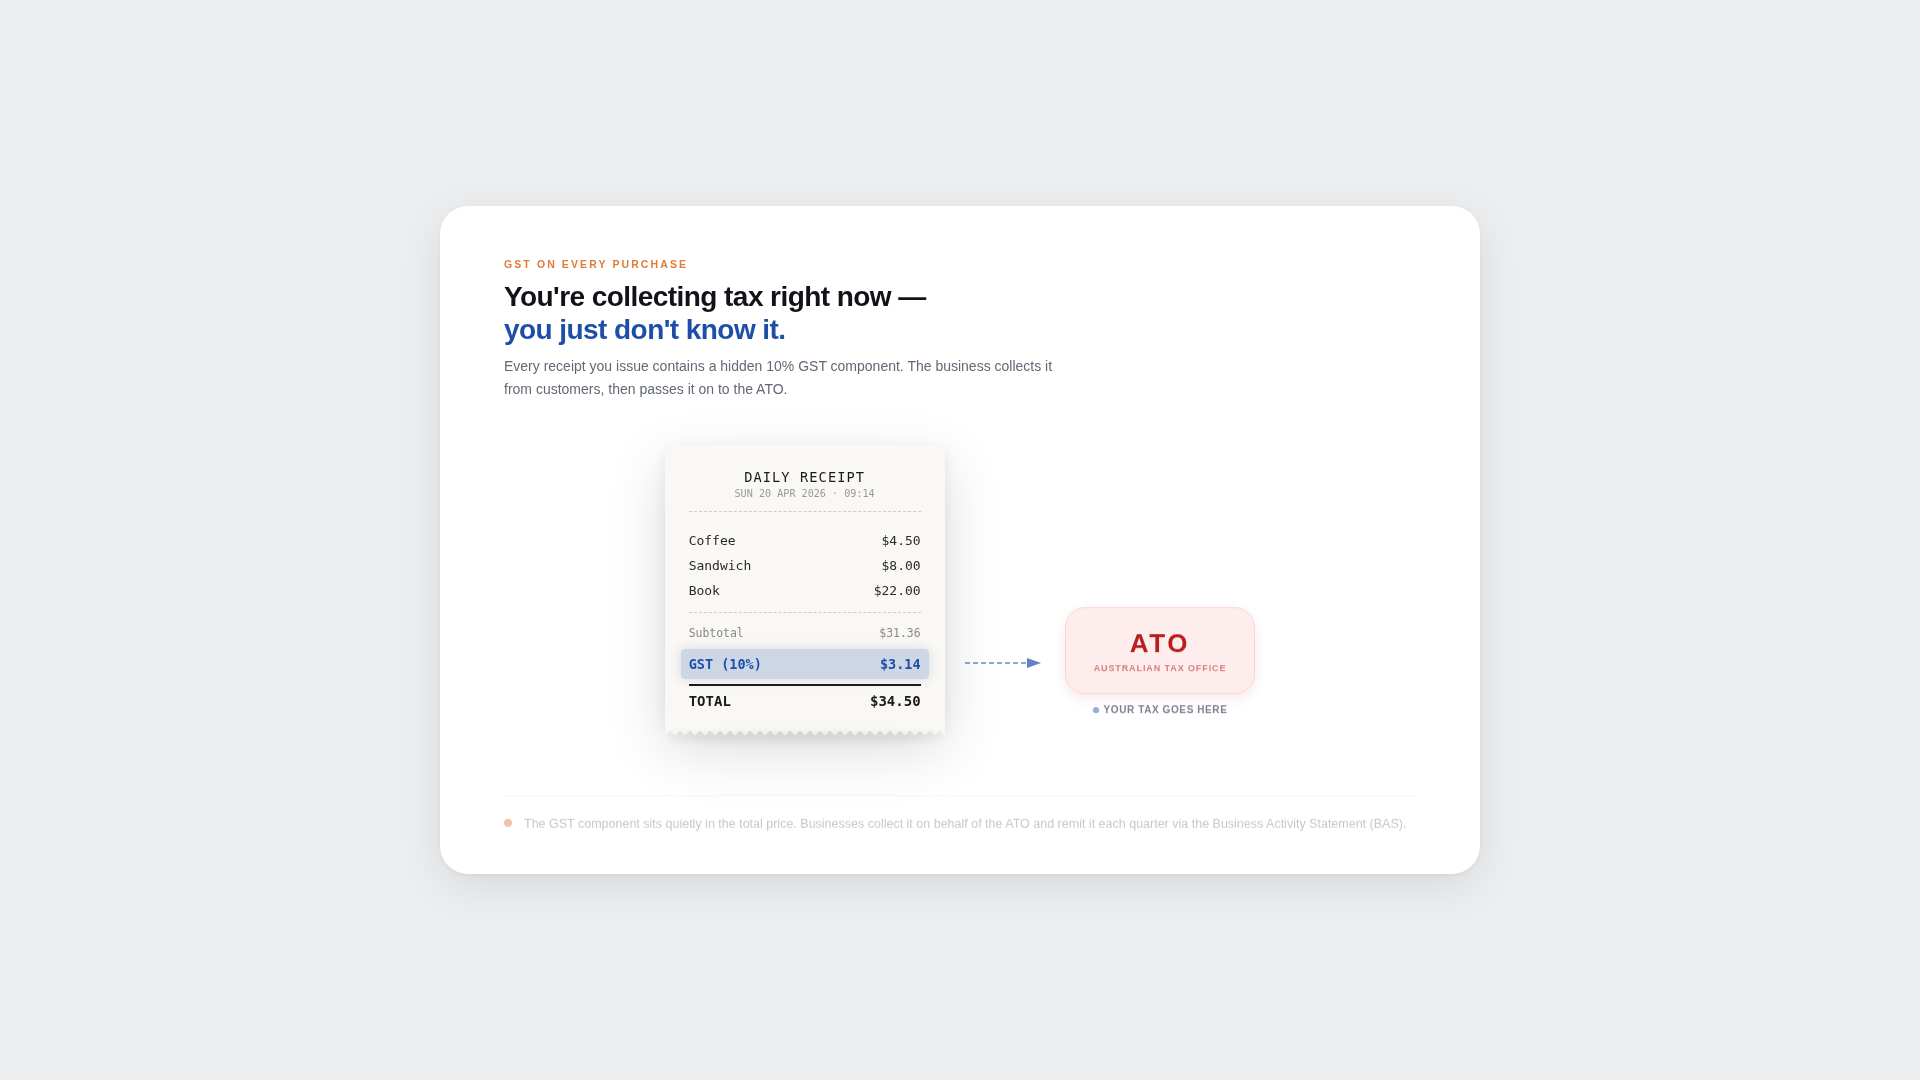 GST ON EVERY PURCHASE
You're collecting tax right now —
you just don't know it.
Every receipt you issue contains a hidden 10% GST component. The business collects it
from customers, then passes it on to the ATO.
DAILY RECEIPT
SUN 20 APR 2026 · 09:14
Coffee $4.50
Sandwich $8.00
Book $22.00
Subtotal $31.36
GST (10%) $3.14
TOTAL $34.50
ATO
AUSTRALIAN TAX OFFICE
YOUR TAX GOES HERE
The GST component sits quietly in the total price. Businesses collect it on behalf of the ATO and remit it each quarter via the Business Activity Statement (BAS).